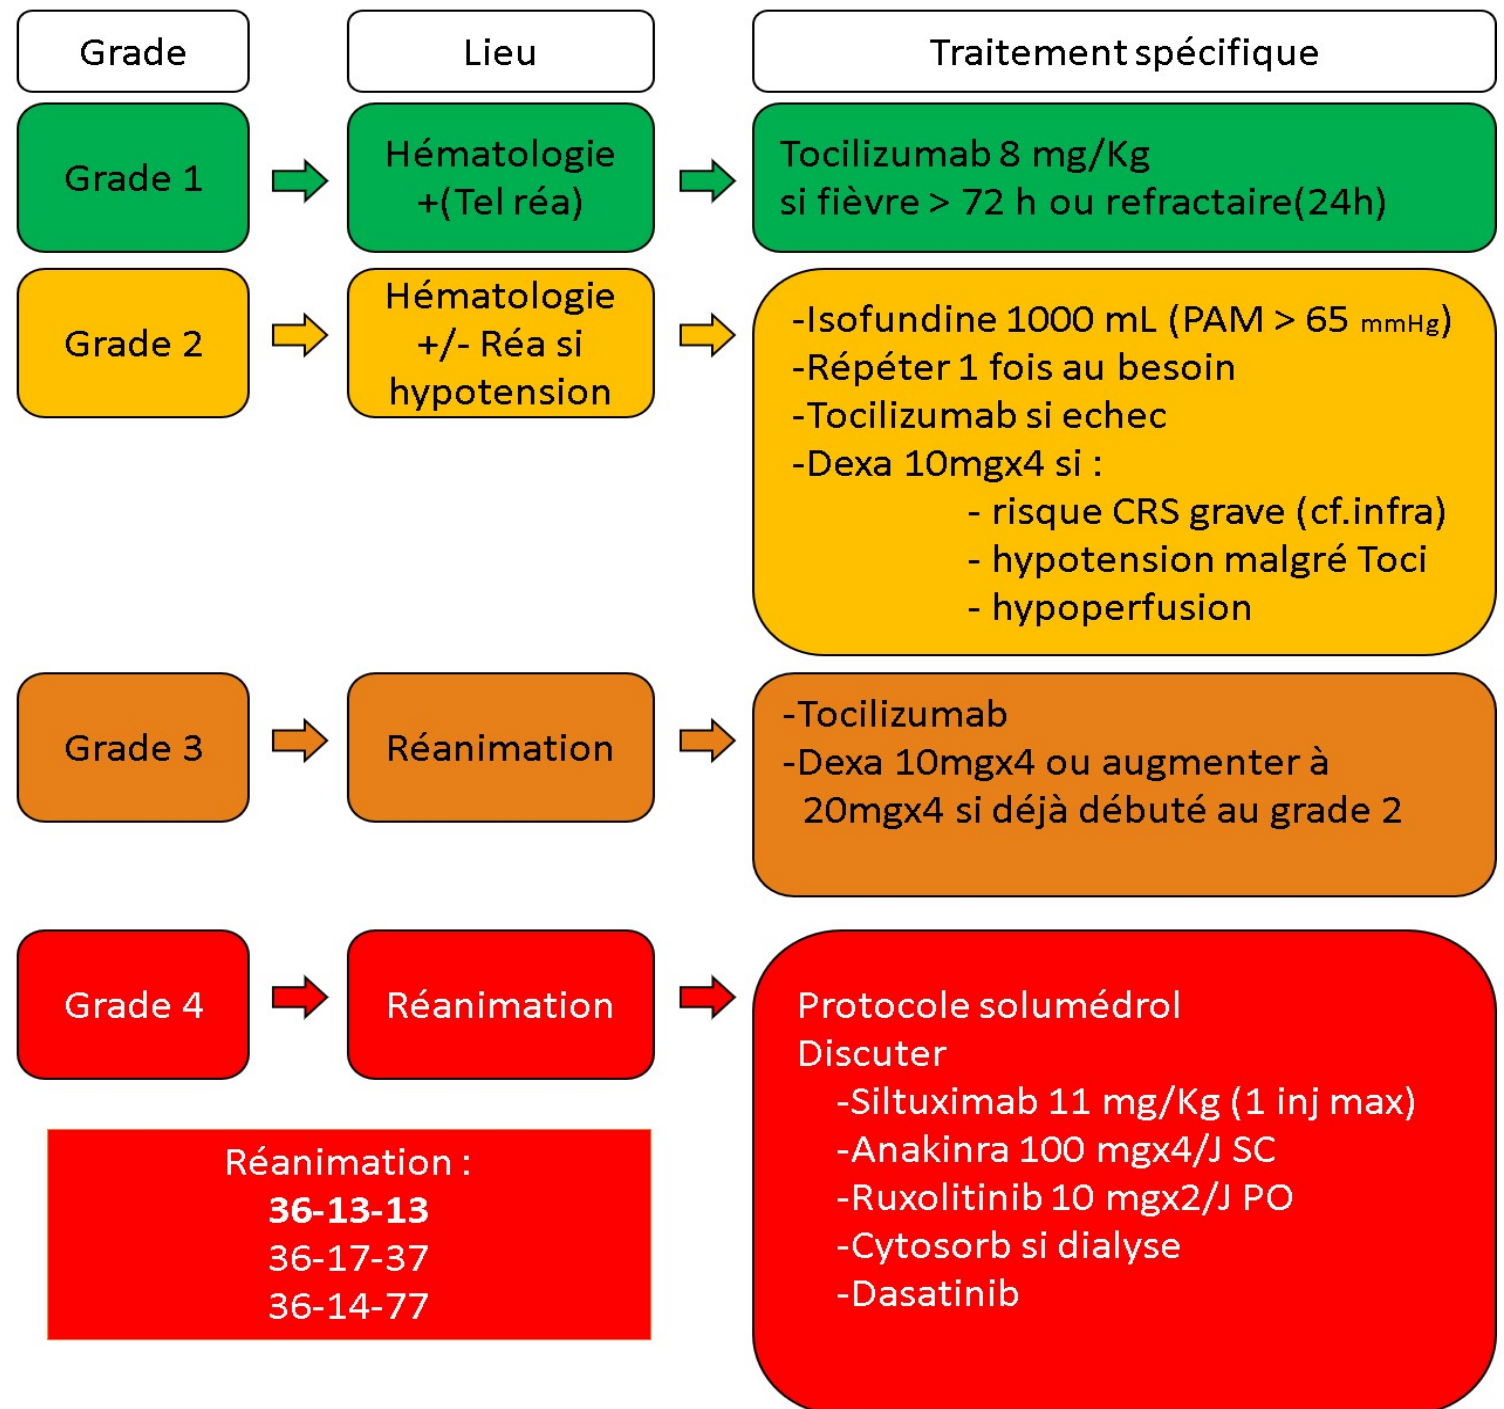 Grade
Lieu
Traitement spécifique
Grade 1
Hématologie
+(Tel réa)
Tocilizumab 8 mg/Kg
si fièvre > 72 h ou refractaire(24h)
Grade 2
Hématologie
+/- Réa si
hypotension
-Isofundine 1000 mL (PAM > 65 mmHg)
-Répéter 1 fois au besoin
-Tocilizumab si echec
-Dexa 10mgx4 si :
- risque CRS grave (cf.infra)
- hypotension malgré Toci
- hypoperfusion
Grade 3
Réanimation
-Tocilizumab
-Dexa 10mgx4 ou augmenter à
20mgx4 si déjà débuté au grade 2
Grade 4
Réanimation
Protocole solumédrol
Discuter
-Siltuximab 11 mg/Kg (1 inj max)
-Anakinra 100 mgx4/J SC
-Ruxolitinib 10 mgx2/J PO
-Cytosorb si dialyse
-Dasatinib
Réanimation :
36-13-13
36-17-37
36-14-77